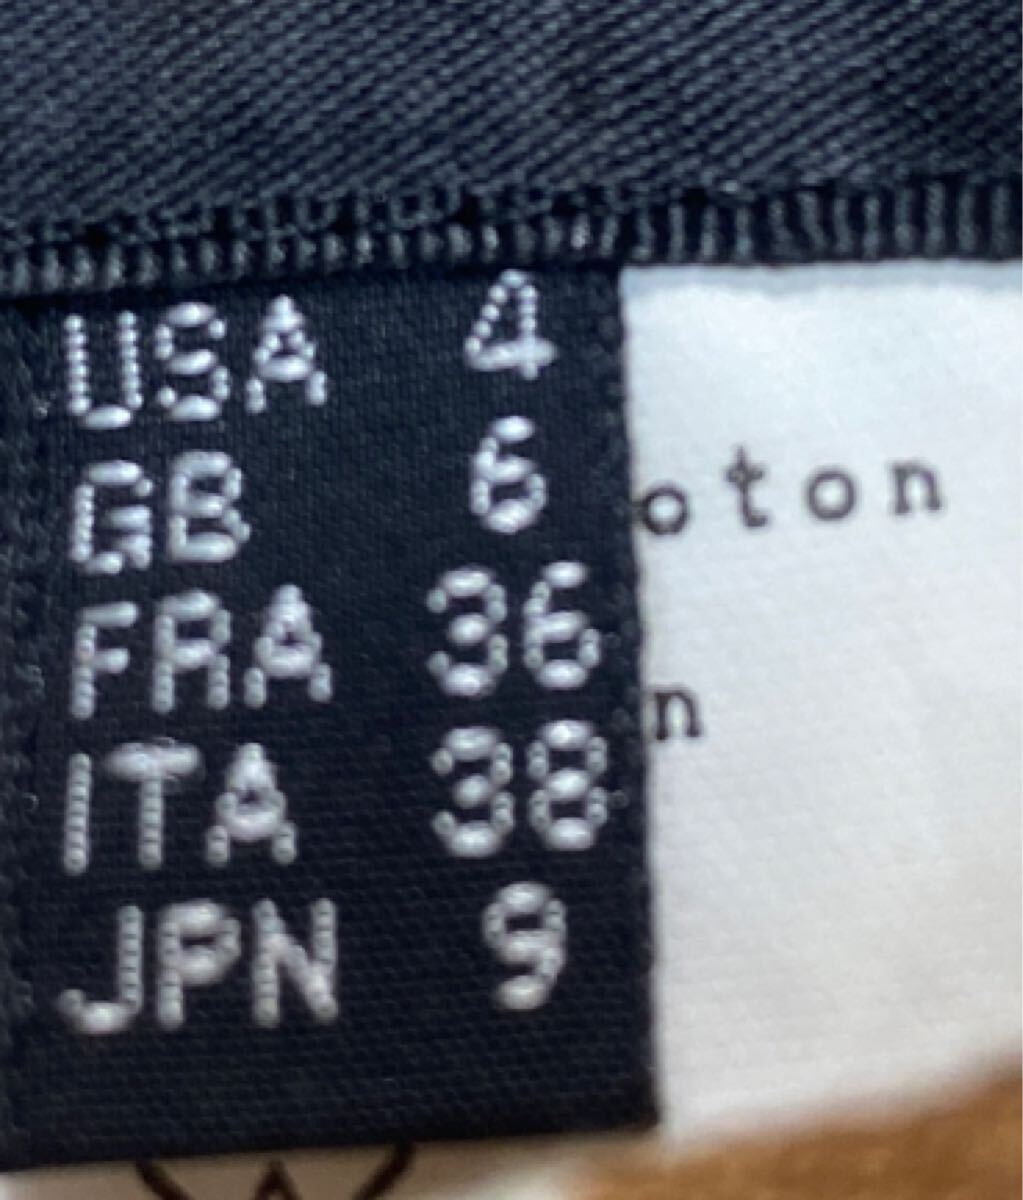 USA 4
GB 6
FRA 36
ITA 38
JPN 9
oton
n